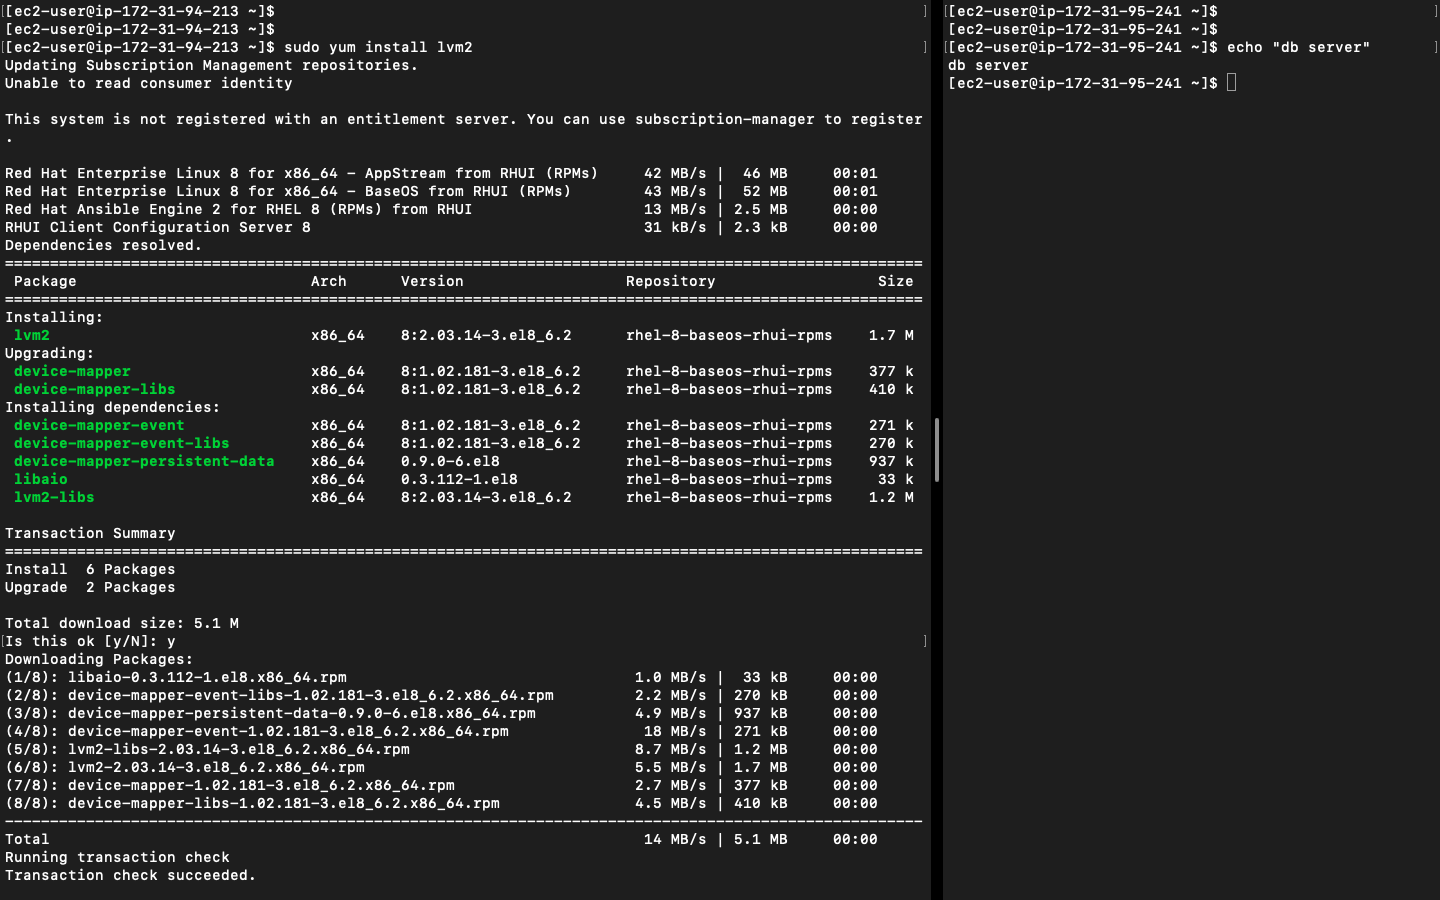 [ec2-user@ip-172-31-94-213 ~]$
[ec2-user@ip-172-31-94-213 ~]$
[ec2-user@ip-172-31-94-213 ~]$ sudo yum install lvm2
Updating Subscription Management repositories.
Unable to read consumer identity

This system is not registered with an entitlement server. You can use subscription-manager to register
.

Red Hat Enterprise Linux 8 for x86_64 - AppStream from RHUI (RPMs)     42 MB/s |  46 MB     00:01
Red Hat Enterprise Linux 8 for x86_64 - BaseOS from RHUI (RPMs)        43 MB/s |  52 MB     00:01
Red Hat Ansible Engine 2 for RHEL 8 (RPMs) from RHUI                   13 MB/s | 2.5 MB     00:00
RHUI Client Configuration Server 8                                     31 kB/s | 2.3 kB     00:00
Dependencies resolved.
======================================================================================================
 Package                          Arch      Version                  Repository                  Size
======================================================================================================
Installing:
 lvm2                             x86_64    8:2.03.14-3.el8_6.2      rhel-8-baseos-rhui-rpms    1.7 M
Upgrading:
 device-mapper                    x86_64    8:1.02.181-3.el8_6.2     rhel-8-baseos-rhui-rpms    377 k
 device-mapper-libs               x86_64    8:1.02.181-3.el8_6.2     rhel-8-baseos-rhui-rpms    410 k
Installing dependencies:
 device-mapper-event              x86_64    8:1.02.181-3.el8_6.2     rhel-8-baseos-rhui-rpms    271 k
 device-mapper-event-libs         x86_64    8:1.02.181-3.el8_6.2     rhel-8-baseos-rhui-rpms    270 k
 device-mapper-persistent-data    x86_64    0.9.0-6.el8              rhel-8-baseos-rhui-rpms    937 k
 libaio                           x86_64    0.3.112-1.el8            rhel-8-baseos-rhui-rpms     33 k
 lvm2-libs                        x86_64    8:2.03.14-3.el8_6.2      rhel-8-baseos-rhui-rpms    1.2 M

Transaction Summary
======================================================================================================
Install  6 Packages
Upgrade  2 Packages

Total download size: 5.1 M
Is this ok [y/N]: y
Downloading Packages:
(1/8): libaio-0.3.112-1.el8.x86_64.rpm                                1.0 MB/s |  33 kB     00:00
(2/8): device-mapper-event-libs-1.02.181-3.el8_6.2.x86_64.rpm         2.2 MB/s | 270 kB     00:00
(3/8): device-mapper-persistent-data-0.9.0-6.el8.x86_64.rpm           4.9 MB/s | 937 kB     00:00
(4/8): device-mapper-event-1.02.181-3.el8_6.2.x86_64.rpm               18 MB/s | 271 kB     00:00
(5/8): lvm2-libs-2.03.14-3.el8_6.2.x86_64.rpm                         8.7 MB/s | 1.2 MB     00:00
(6/8): lvm2-2.03.14-3.el8_6.2.x86_64.rpm                              5.5 MB/s | 1.7 MB     00:00
(7/8): device-mapper-1.02.181-3.el8_6.2.x86_64.rpm                    2.7 MB/s | 377 kB     00:00
(8/8): device-mapper-libs-1.02.181-3.el8_6.2.x86_64.rpm               4.5 MB/s | 410 kB     00:00
------------------------------------------------------------------------------------------------------
Total                                                                  14 MB/s | 5.1 MB     00:00
Running transaction check
Transaction check succeeded.
[ec2-user@ip-172-31-95-241 ~]$
[ec2-user@ip-172-31-95-241 ~]$
[ec2-user@ip-172-31-95-241 ~]$ echo "db server"
db server
[ec2-user@ip-172-31-95-241 ~]$